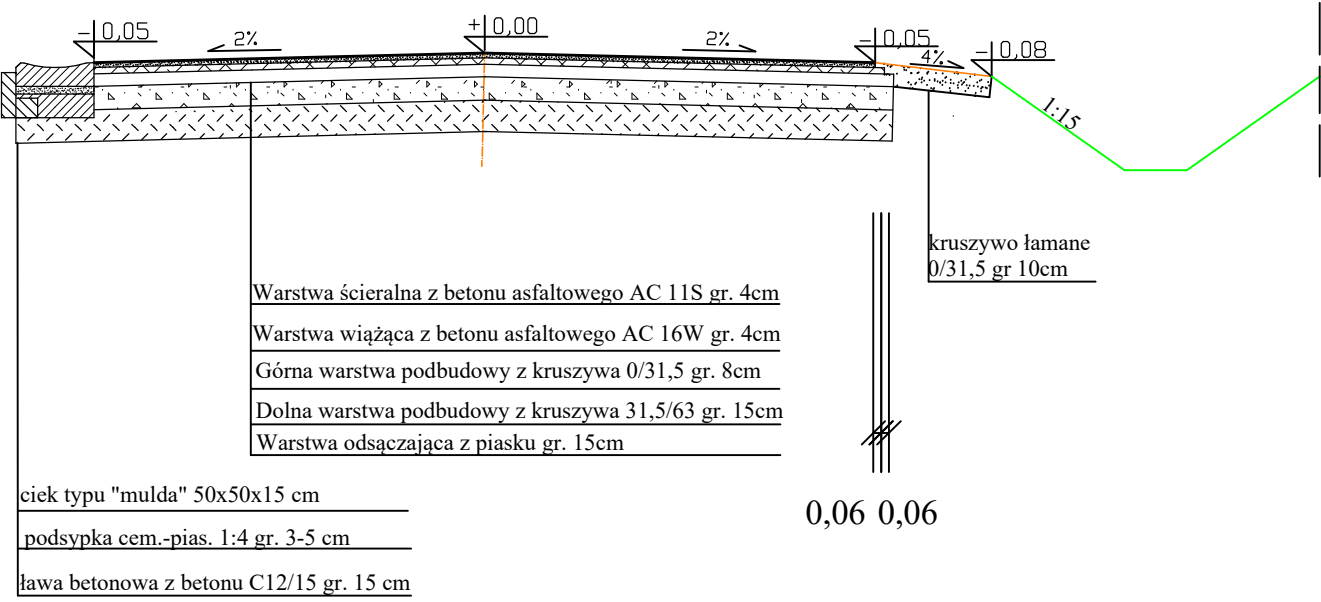 - 0,05
2%
+ 0,00
2%
- 0,05
4%
- 0,08
1:15
kruszywo łamane
0/31,5 gr 10cm
Warstwa ścieralna z betonu asfaltowego AC 11S gr. 4cm
Warstwa wiążąca z betonu asfaltowego AC 16W gr. 4cm
Górna warstwa podbudowy z kruszywa 0/31,5 gr. 8cm
Dolna warstwa podbudowy z kruszywa 31,5/63 gr. 15cm
Warstwa odsączająca z piasku gr. 15cm
ciek typu "mulda" 50x50x15 cm
podsypka cem.-pias. 1:4 gr. 3-5 cm
ława betonowa z betonu C12/15 gr. 15 cm
0,06 0,06